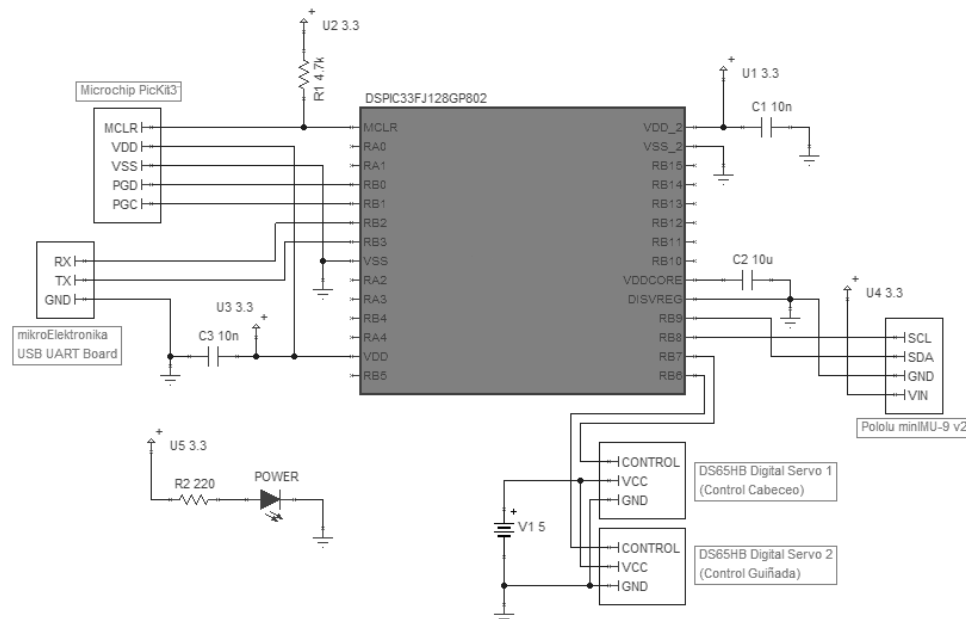 U2 3.3
R1 4.7k
Microchip PicKit3
MCLR
VDD
VSS
PGD
PGC
RX
TX
GND
mikroElektronika
USB UART Board
C3 10n
U3 3.3
DSPIC33FJ128GP802
MCLR
RA0
RA1
RB0
RB1
RB2
RB3
VSS
RA2
RA3
RB4
RA4
VDD
RB5
VDD_2
VSS_2
RB15
RB14
RB13
RB12
RB11
RB10
VDDCORE
DISVREG
RB9
RB8
RB7
RB6
U1 3.3
C1 10n
C2 10u
U4 3.3
SCL
SDA
GND
VIN
Pololu minIMU-9 v2
U5 3.3
R2 220
POWER
V1 5
CONTROL
VCC
GND
DS65HB Digital Servo 1
(Control Cabeceo)
CONTROL
VCC
GND
DS65HB Digital Servo 2
(Control Guiñada)